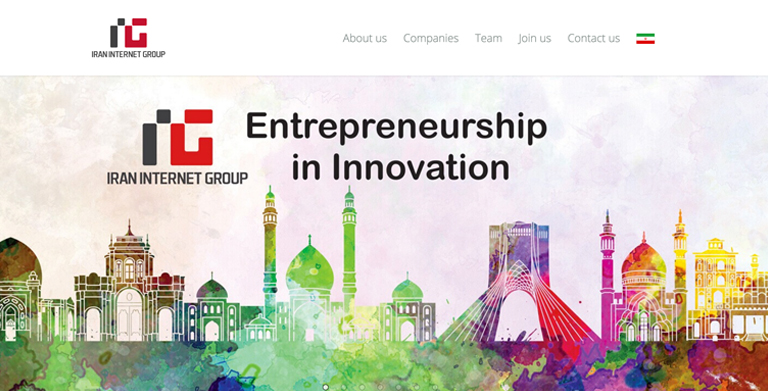 IRAN INTERNET GROUP
About us Companies Team Join us Contact us
Entrepreneurship
in Innovation
IRAN INTERNET GROUP